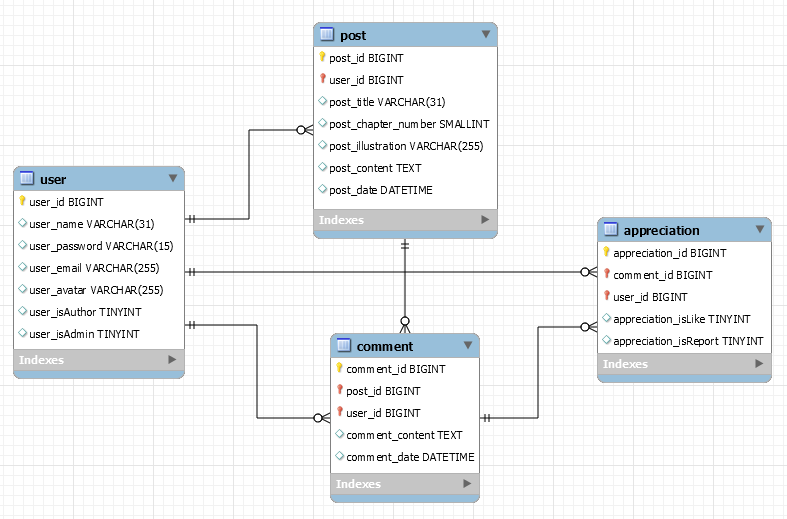 post
post_id BIGINT
user_id BIGINT
post_title VARCHAR(31)
post_chapter_number SMALLINT
post_illustration VARCHAR(255)
post_content TEXT
post_date DATETIME
Indexes
user
user_id BIGINT
user_name VARCHAR(31)
user_password VARCHAR(15)
user_email VARCHAR(255)
user_avatar VARCHAR(255)
user_isAuthor TINYINT
user_isAdmin TINYINT
Indexes
appreciation
appreciation_id BIGINT
comment_id BIGINT
user_id BIGINT
appreciation_isLike TINYINT
appreciation_isReport TINYINT
Indexes
comment
comment_id BIGINT
post_id BIGINT
user_id BIGINT
comment_content TEXT
comment_date DATETIME
Indexes